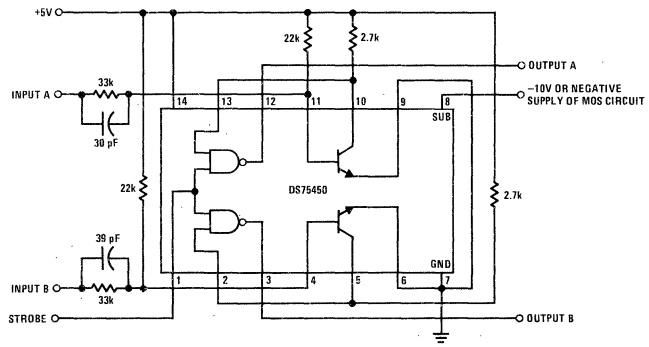 +5V
22k
2.7k
OUTPUT A
33k
INPUT A
-10V OR NEGATIVE
SUPPLY OF MOS CIRCUIT
14 13 12 11 10 9 8
SUB
30 pF
22k
DS75450
2.7k
39 pF
GND
1 2 3 4 5 6 7
INPUT B
33k
STROBE
OUTPUT B